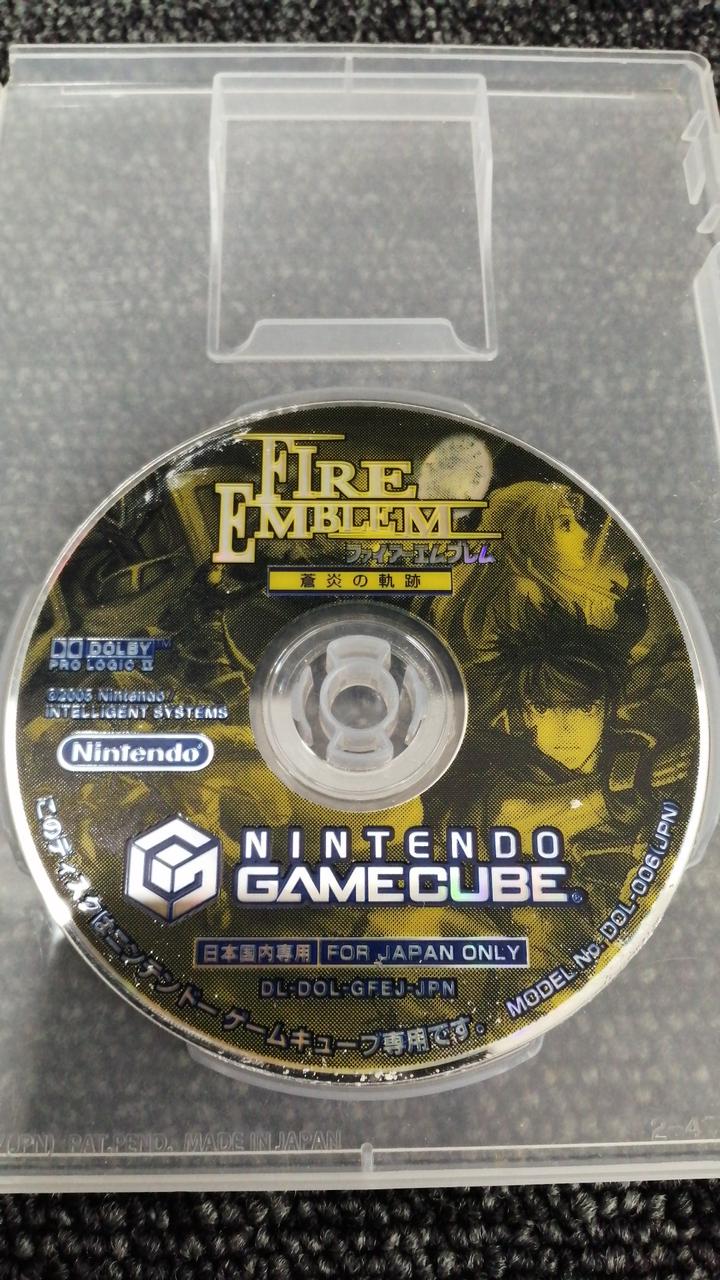 FIRE
EMBLEM
ファイアーエムブレム
蒼炎の軌跡
DOLBY™
PRO LOGIC II
©2005 Nintendo/
INTELLIGENT SYSTEMS
Nintendo®
NINTENDO
GAMECUBE®
日本国内専用 FOR JAPAN ONLY
DL-DOL-GFEJ-JPN
このディスクはニンテンドー ゲームキューブ専用です。
MODEL No. DOL-006(JPN)
(JPN) PAT.PEND. MADE IN JAPAN